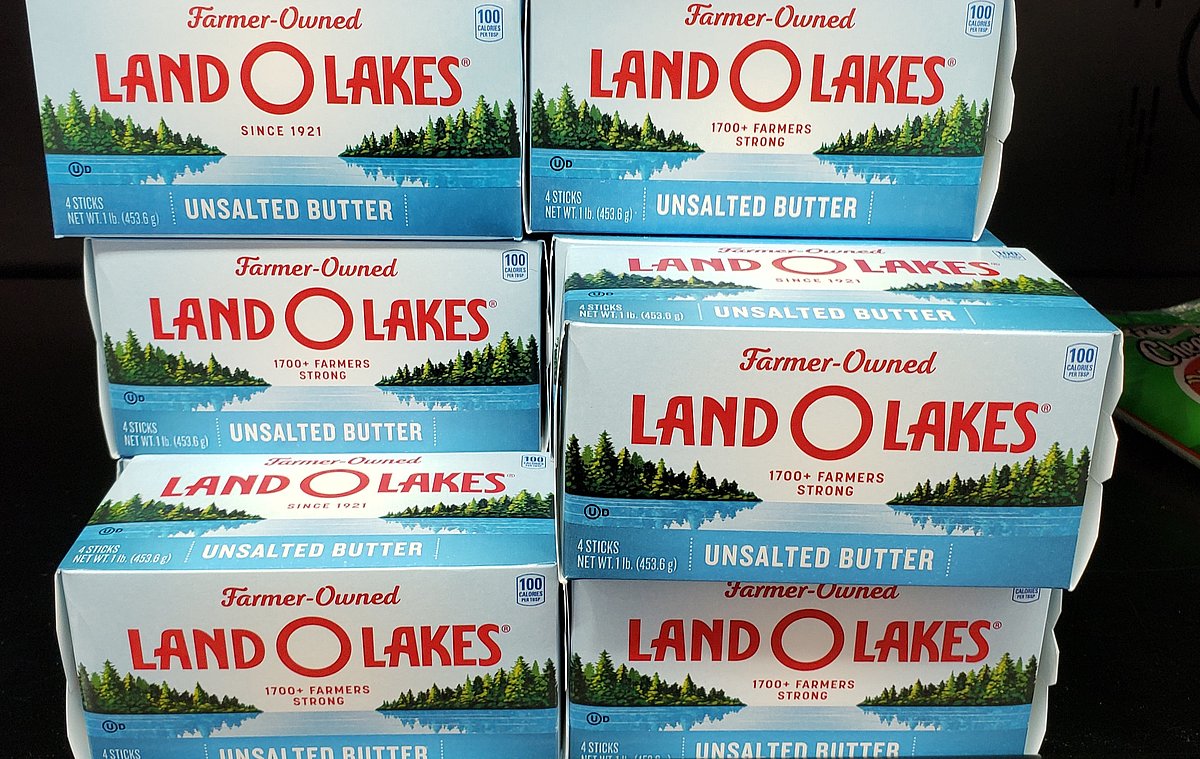 Farmer-Owned
100
CALORIES
PER TBSP
LAND O LAKES®
SINCE 1921
U D
4 STICKS
NET WT. 1 lb. (453.6 g)
UNSALTED BUTTER
Farmer-Owned
100
CALORIES
PER TBSP
LAND O LAKES®
1700+ FARMERS
STRONG
U D
4 STICKS
NET WT. 1 lb. (453.6 g)
UNSALTED BUTTER
Farmer-Owned
100
CALORIES
PER TBSP
LAND O LAKES®
1700+ FARMERS
STRONG
U D
4 STICKS
NET WT. 1 lb. (453.6 g)
UNSALTED BUTTER
Farmer-Owned
LAND O LAKES
SINCE 1921
U D
4 STICKS
NET WT. 1 lb. (453.6 g)
UNSALTED BUTTER
Farmer-Owned
100
CALORIES
PER TBSP
LAND O LAKES®
1700+ FARMERS
STRONG
U D
4 STICKS
NET WT. 1 lb. (453.6 g)
UNSALTED BUTTER
Farmer-Owned
100
LAND O LAKES®
SINCE 1921
U D
4 STICKS
NET WT. 1 lb. (453.6 g)
UNSALTED BUTTER
Farmer-Owned
100
CALORIES
PER TBSP
LAND O LAKES®
1700+ FARMERS
STRONG
U D
4 STICKS
UNSALTED BUTTER
Farmer-Owned
CALORIES
PER TBSP
LAND O LAKES®
1700+ FARMERS
STRONG
U D
4 STICKS
UNSALTED BUTTER